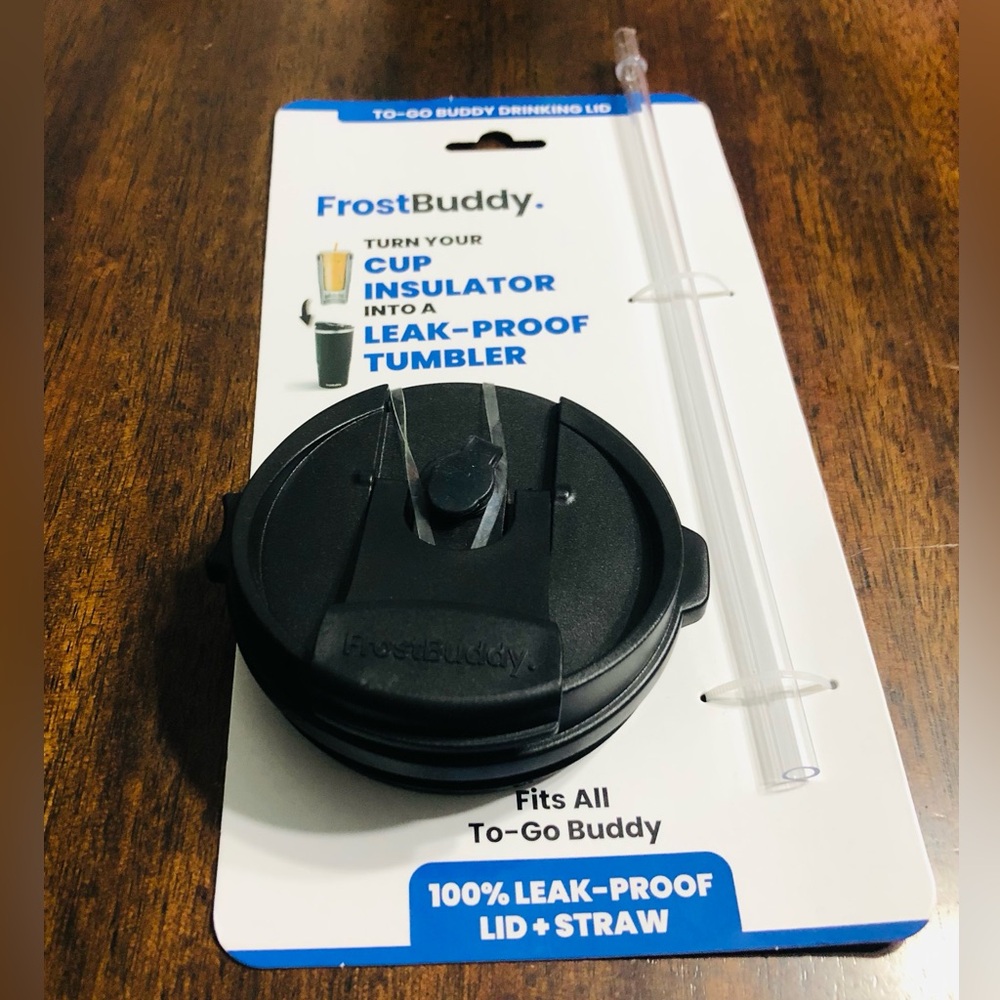 TO-GO BUDDY DRINKING LID
FrostBuddy.
TURN YOUR
CUP
INSULATOR
INTO A
LEAK-PROOF
TUMBLER
FrostBuddy.
Fits All
To-Go Buddy
100% LEAK-PROOF
LID + STRAW